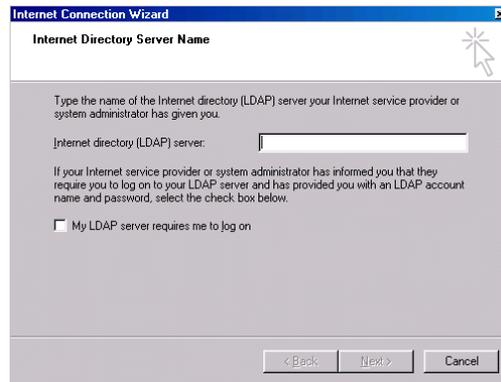 Internet Connection Wizard
Internet Directory Server Name
Type the name of the Internet directory (LDAP) server your Internet service provider or
system administrator has given you.
Internet directory (LDAP) server:
If your Internet service provider or system administrator has informed you that they
require you to log on to your LDAP server and has provided you with an LDAP account
name and password, select the check box below.
My LDAP server requires me to log on
< Back Next > Cancel